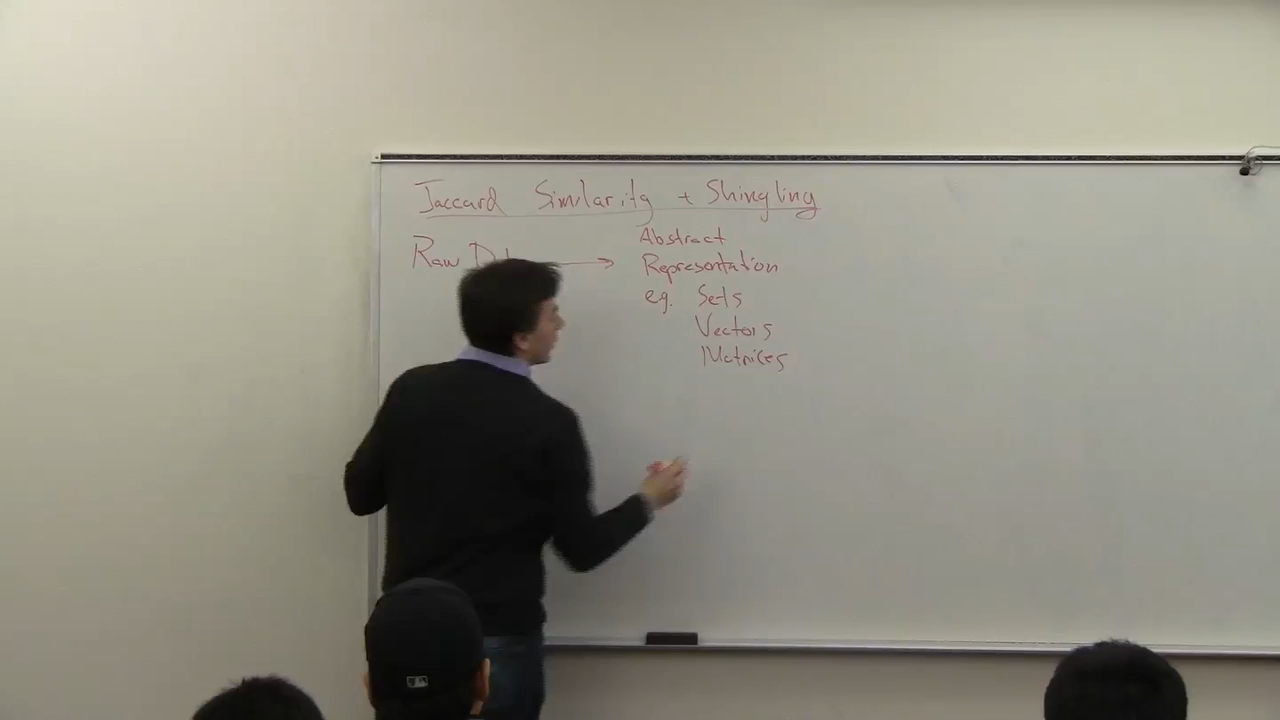 Jaccard Similarity + Shingling
Raw
Abstract
Representation
eg. Sets
Vectors
Matrices